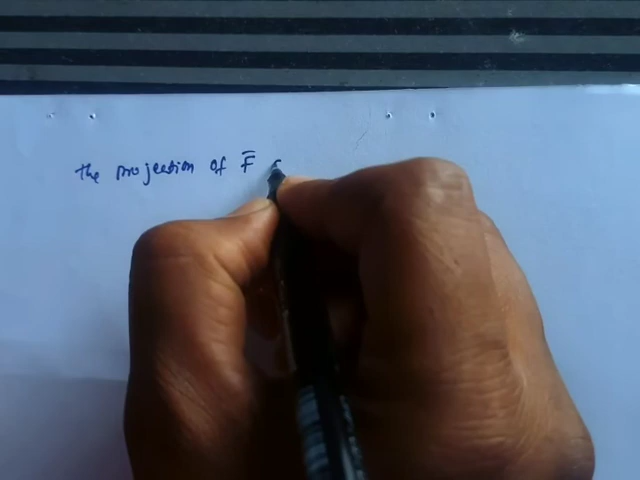 the projection of F̅